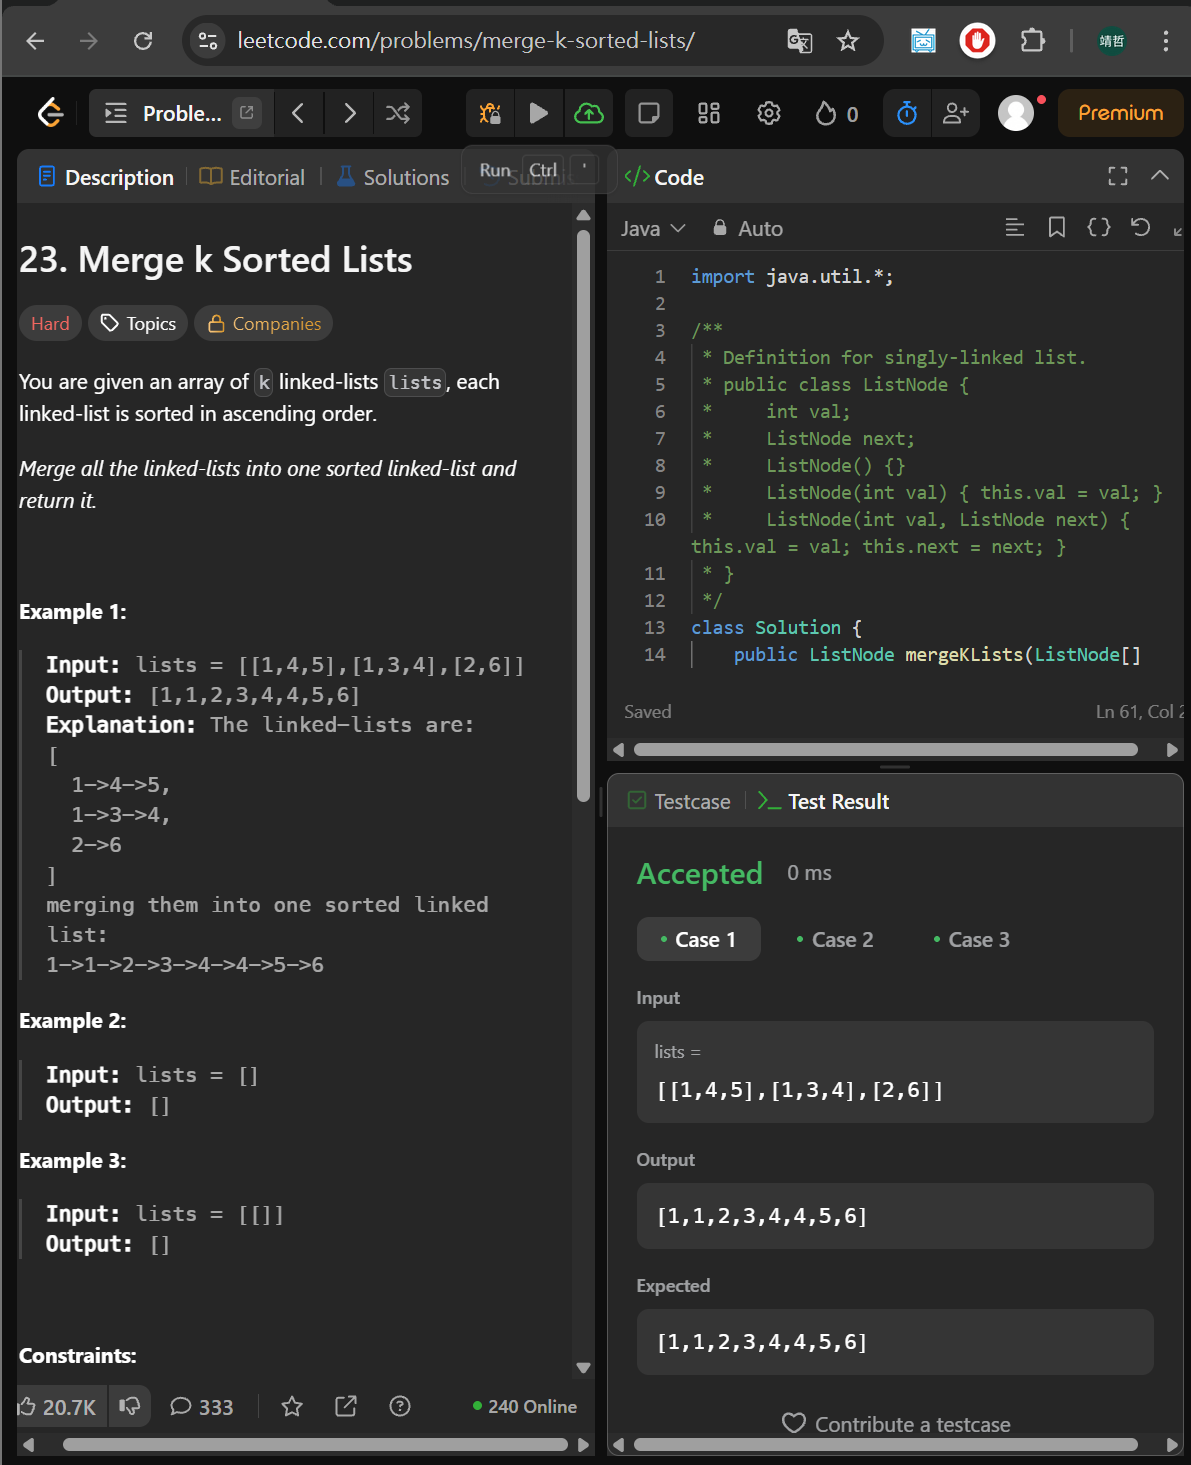 leetcode.com/problems/merge-k-sorted-lists/
靖哲
Proble...
0
Premium
Description
Editorial
Solutions
Submis
Run Ctrl '
</> Code
Java
Auto
23. Merge k Sorted Lists
Hard
Topics
Companies
You are given an array of k linked-lists lists, each
linked-list is sorted in ascending order.
Merge all the linked-lists into one sorted linked-list and
return it.
Example 1:
Input: lists = [[1,4,5],[1,3,4],[2,6]]
Output: [1,1,2,3,4,4,5,6]
Explanation: The linked-lists are:
[
1->4->5,
1->3->4,
2->6
]
merging them into one sorted linked
list:
1->1->2->3->4->4->5->6
Example 2:
Input: lists = []
Output: []
Example 3:
Input: lists = [[]]
Output: []
Constraints:
20.7K
333
240 Online
1 import java.util.*;
2
3 /**
4 * Definition for singly-linked list.
5 * public class ListNode {
6 * int val;
7 * ListNode next;
8 * ListNode() {}
9 * ListNode(int val) { this.val = val; }
10 * ListNode(int val, ListNode next) {
this.val = val; this.next = next; }
11 * }
12 */
13 class Solution {
14 public ListNode mergeKLists(ListNode[]
Saved
Ln 61, Col 2
Testcase
Test Result
Accepted 0 ms
Case 1
Case 2
Case 3
Input
lists =
[[1,4,5],[1,3,4],[2,6]]
Output
[1,1,2,3,4,4,5,6]
Expected
[1,1,2,3,4,4,5,6]
Contribute a testcase